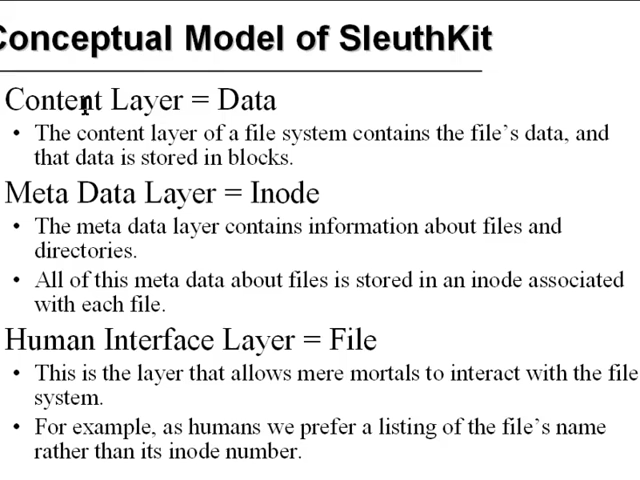 Conceptual Model of SleuthKit
Content Layer = Data
• The content layer of a file system contains the file's data, and
that data is stored in blocks.
Meta Data Layer = Inode
• The meta data layer contains information about files and
directories.
• All of this meta data about files is stored in an inode associated
with each file.
Human Interface Layer = File
• This is the layer that allows mere mortals to interact with the file
system.
• For example, as humans we prefer a listing of the file's name
rather than its inode number.